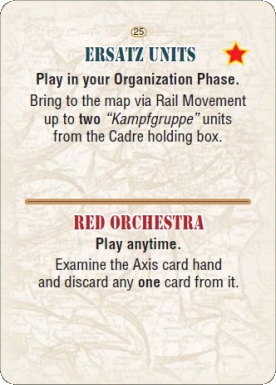 25
ERSATZ UNITS
Play in your Organization Phase.
Bring to the map via Rail Movement
up to two “Kampfgruppe” units
from the Cadre holding box.
RED ORCHESTRA
Play anytime.
Examine the Axis card hand
and discard any one card from it.